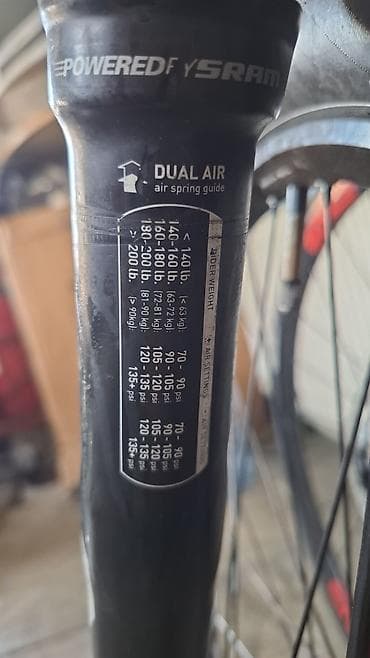 POWERED BY SRAM
DUAL AIR
air spring guide
RIDER WEIGHT + AIR SETTINGS - AIR SETTINGS
< 140 lb. (< 63 kg): 70 - 90 psi 70 - 90 psi
140-160 lb. (63-72 kg): 90 - 105 psi 90 - 105 psi
160-180 lb. (72-81 kg): 105 - 120 psi 105 - 120 psi
180-200 lb. (81-90 kg): 120 - 135 psi 120 - 135 psi
> 200 lb. (> 90kg): 135+ psi 135+ psi